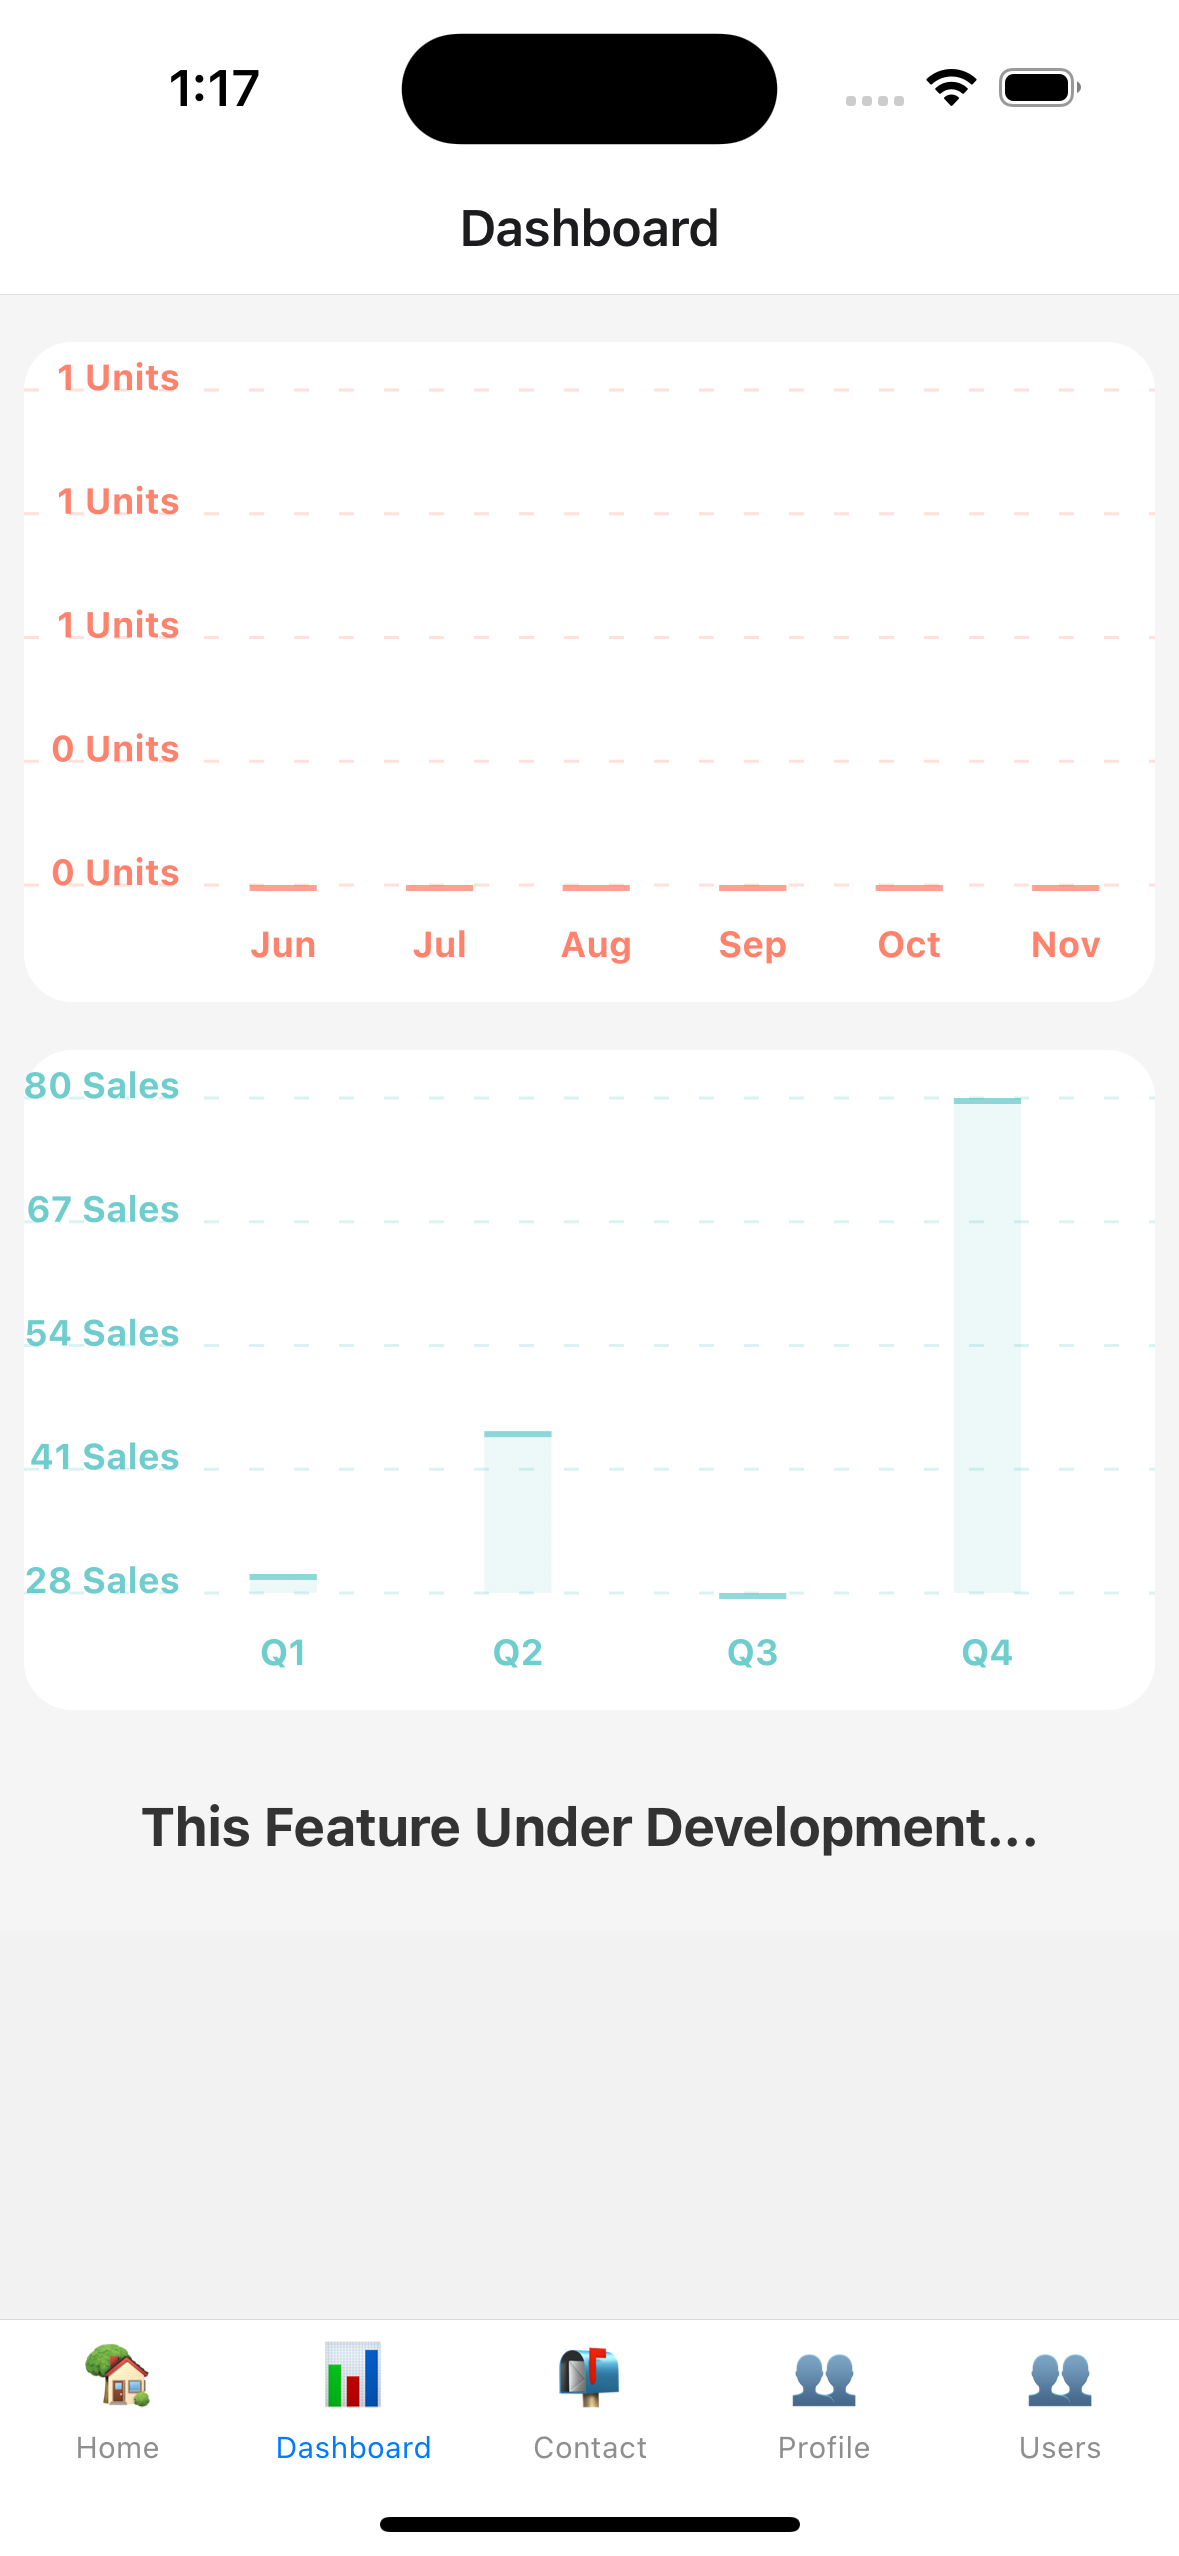 1:17
Dashboard
1 Units
1 Units
1 Units
0 Units
0 Units
Jun Jul Aug Sep Oct Nov
80 Sales
67 Sales
54 Sales
41 Sales
28 Sales
Q1 Q2 Q3 Q4
This Feature Under Development...
Home Dashboard Contact Profile Users